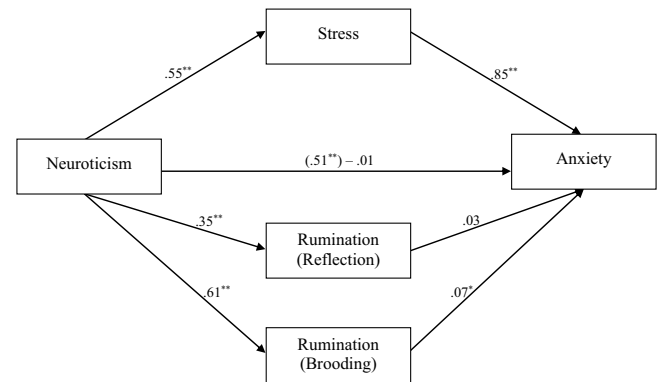 Stress
.55**
.85**
Neuroticism
(.51**) – .01
Anxiety
.35**
.03
Rumination
(Reflection)
.61**
.07*
Rumination
(Brooding)